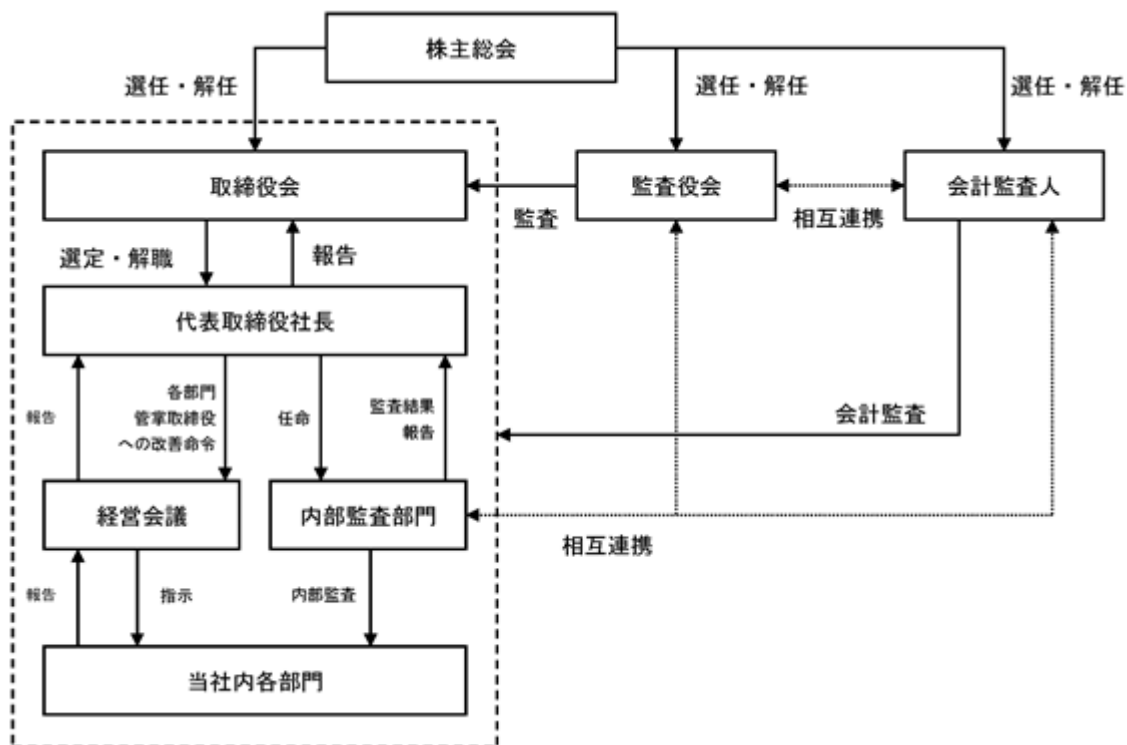 株主総会
選任・解任
選任・解任
選任・解任
取締役会
監査役会
会計監査人
監査
相互連携
選定・解職
報告
代表取締役社長
報告
各部門
管掌取締役
への改善命令
任命
監査結果
報告
会計監査
経営会議
内部監査部門
相互連携
報告
指示
内部監査
当社内各部門